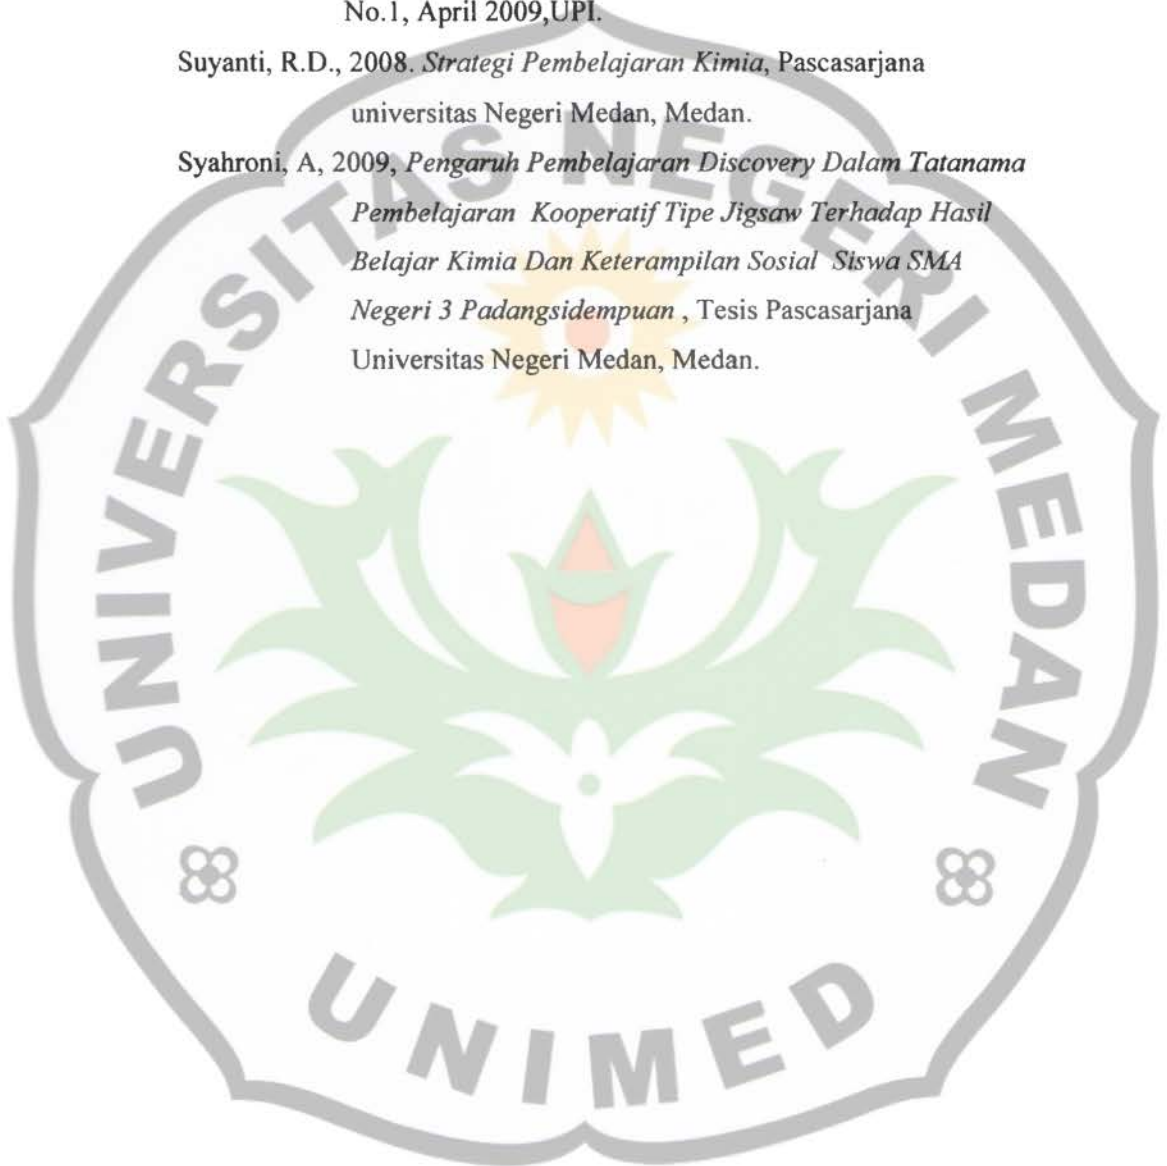 No.1, April 2009,UPI.
Suyanti, R.D., 2008. Strategi Pembelajaran Kimia, Pascasarjana
universitas Negeri Medan, Medan.
Syahroni, A, 2009, Pengaruh Pembelajaran Discovery Dalam Tatanama
Pembelajaran Kooperatif Tipe Jigsaw Terhadap Hasil
Belajar Kimia Dan Keterampilan Sosial Siswa SMA
Negeri 3 Padangsidempuan , Tesis Pascasarjana
Universitas Negeri Medan, Medan.
UNIVERSITAS NEGERI MEDAN
UNIMED